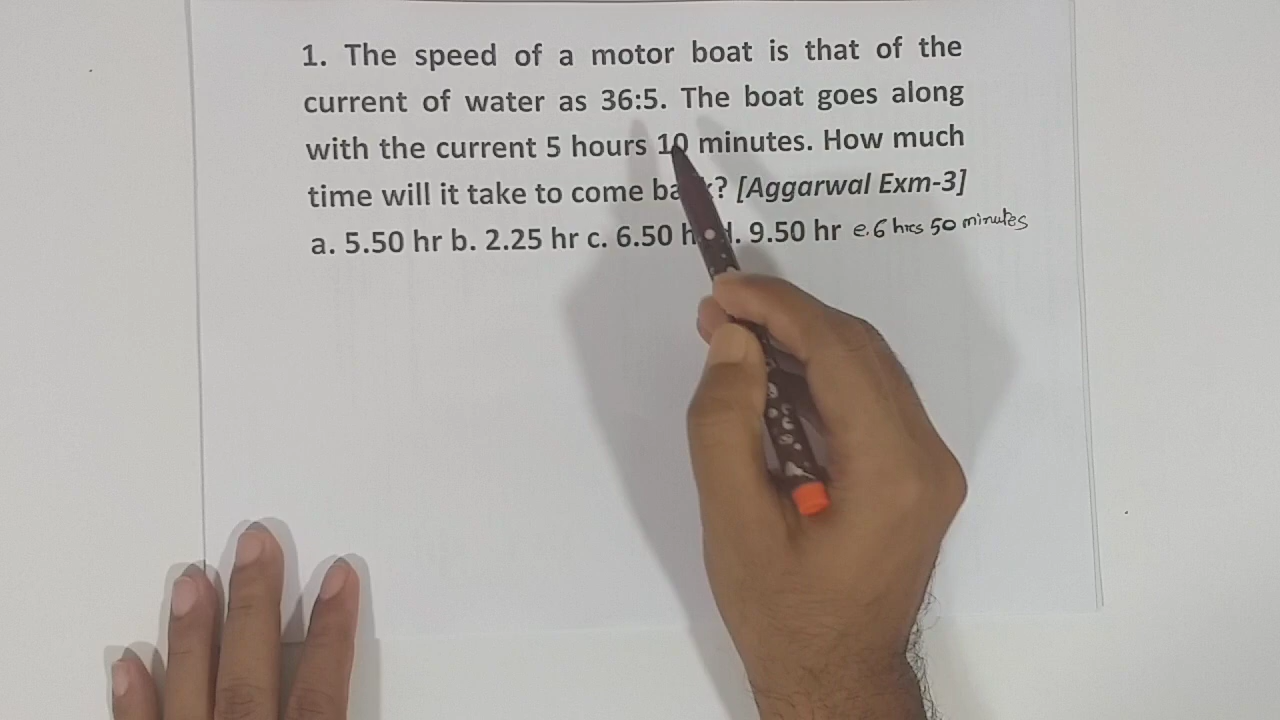 1. The speed of a motor boat is that of the
current of water as 36:5. The boat goes along
with the current 5 hours 10 minutes. How much
time will it take to come ? [Aggarwal Exm-3]
a. 5.50 hr b. 2.25 hr c. 6.50 h d. 9.50 hr e. 6 hrs 50 minutes